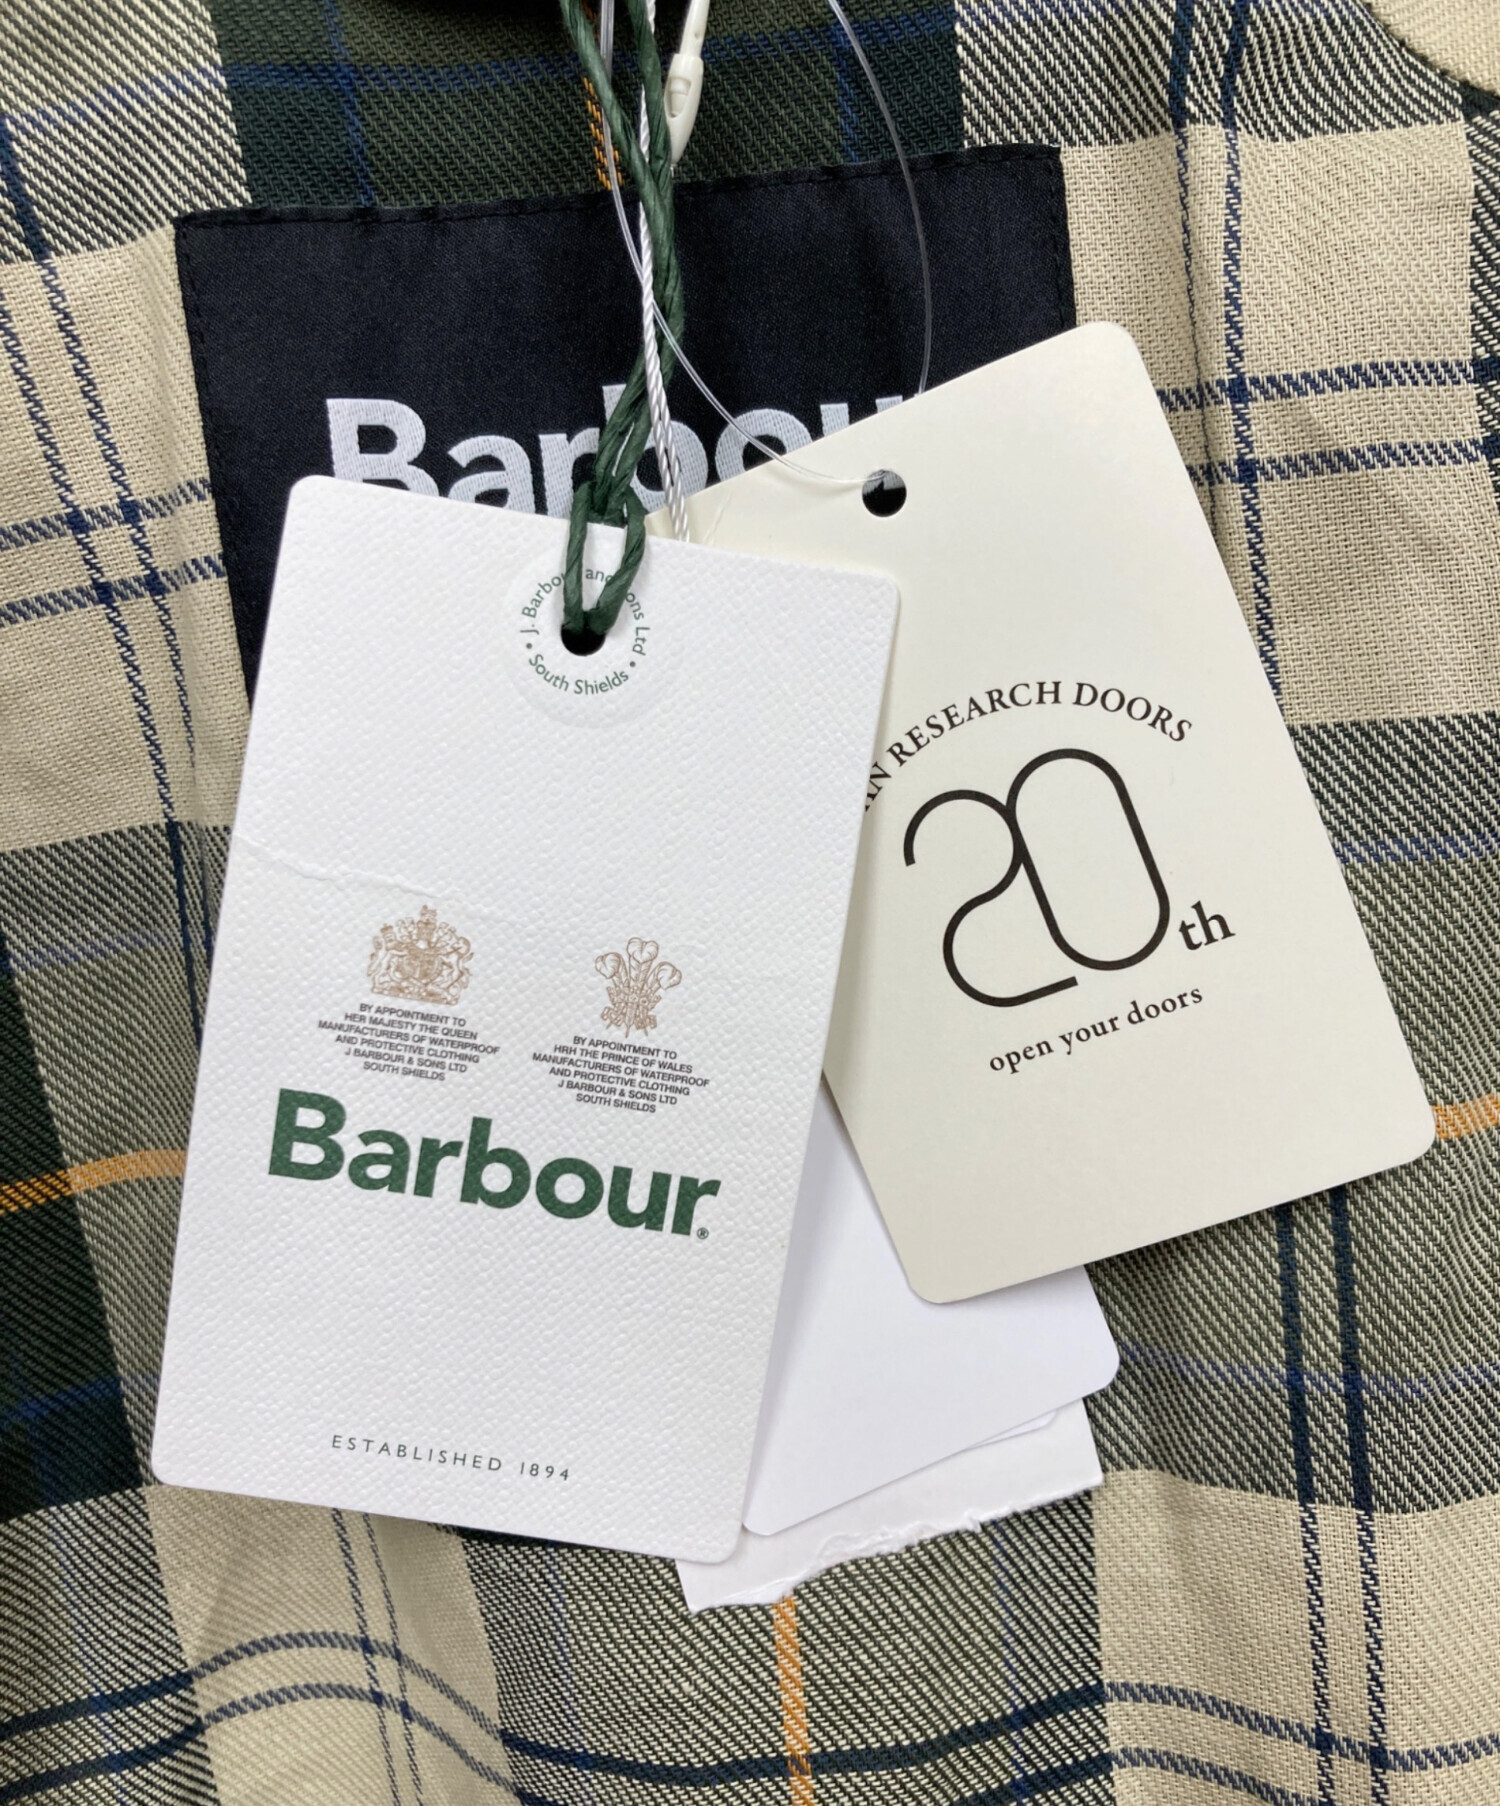 Barbou
J. Barbour and Sons Ltd
• South Shields •
BY APPOINTMENT TO
HER MAJESTY THE QUEEN
MANUFACTURERS OF WATERPROOF
AND PROTECTIVE CLOTHING
J BARBOUR & SONS LTD
SOUTH SHIELDS
BY APPOINTMENT TO
HRH THE PRINCE OF WALES
MANUFACTURERS OF WATERPROOF
AND PROTECTIVE CLOTHING
J BARBOUR & SONS LTD
SOUTH SHIELDS
Barbour®
ESTABLISHED 1894
RESEARCH DOORS
20th
open your doors